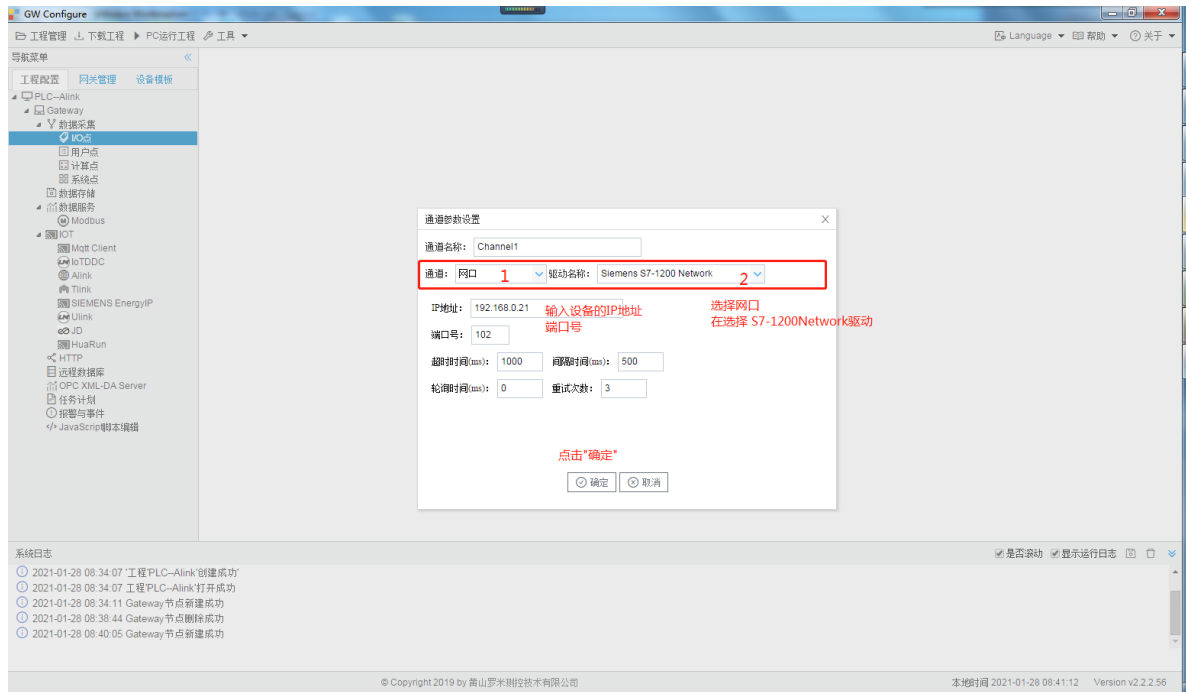 GW Configure
工程管理 下载工程 PC运行工程 工具 Language 帮助 关于
导航菜单
工程配置 网关管理 设备模板
PLC--Alink
Gateway
数据采集
I/O点
用户点
计算点
系统点
数据存储
数据服务
Modbus
IOT
Mqtt Client
IoTDDC
Alink
Tlink
SIEMENS EnergyIP
Ulink
JD
HuaRun
HTTP
远程数据库
OPC XML-DA Server
任务计划
报警与事件
JavaScript脚本编辑
通道参数设置
通道名称: Channel1
通道: 网口 1 驱动名称: Siemens S7-1200 Network 2
IP地址: 192.168.0.21 输入设备的IP地址 选择网口
端口号: 102 端口号 在选择 S7-1200Network驱动
超时时间(ms): 1000 间隔时间(ms): 500
轮询时间(ms): 0 重试次数: 3
点击"确定"
确定 取消
系统日志 是否滚动 显示运行日志
2021-01-28 08:34:07 '工程'PLC--Alink'创建成功'
2021-01-28 08:34:07 工程'PLC--Alink'打开成功
2021-01-28 08:34:11 Gateway节点新建成功
2021-01-28 08:38:44 Gateway节点删除成功
2021-01-28 08:40:05 Gateway节点新建成功
© Copyright 2019 by 黄山罗米测控技术有限公司 本地时间 2021-01-28 08:41:12 Version v2.2.2.56